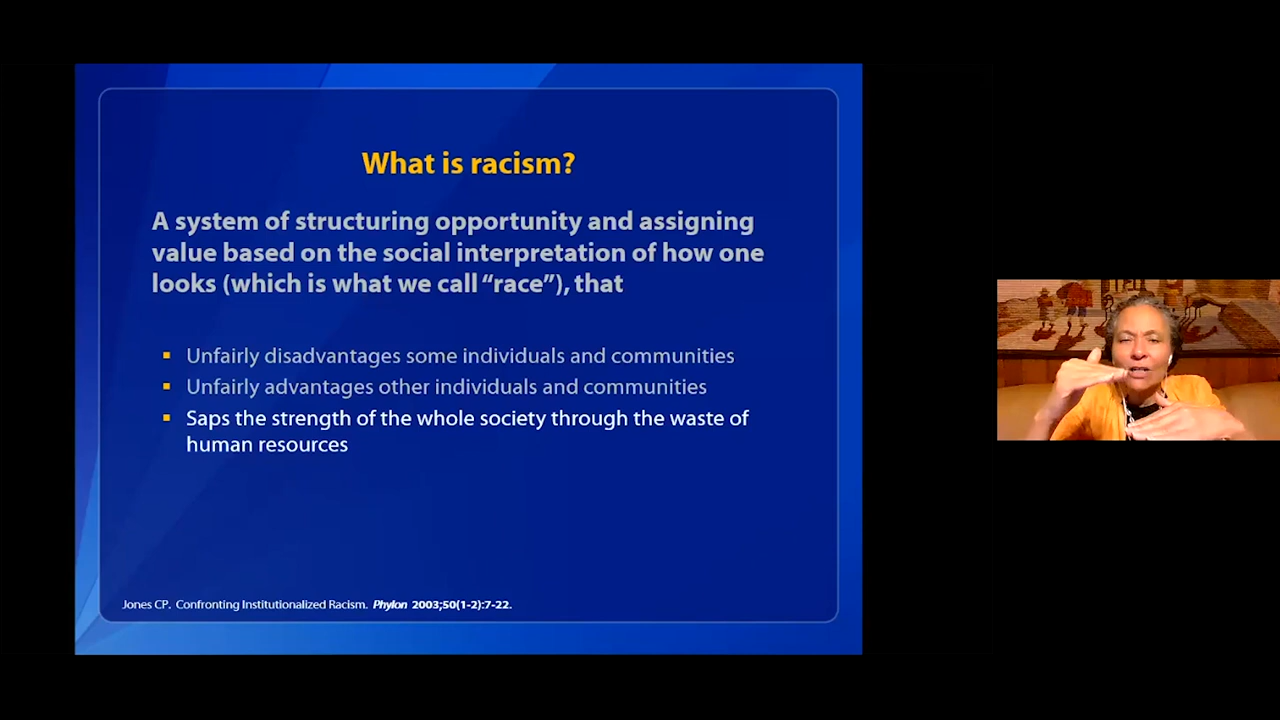 What is racism?
A system of structuring opportunity and assigning
value based on the social interpretation of how one
looks (which is what we call “race”), that
▪ Unfairly disadvantages some individuals and communities
▪ Unfairly advantages other individuals and communities
▪ Saps the strength of the whole society through the waste of
human resources
Jones CP. Confronting Institutionalized Racism. Phylon 2003;50(1-2):7-22.